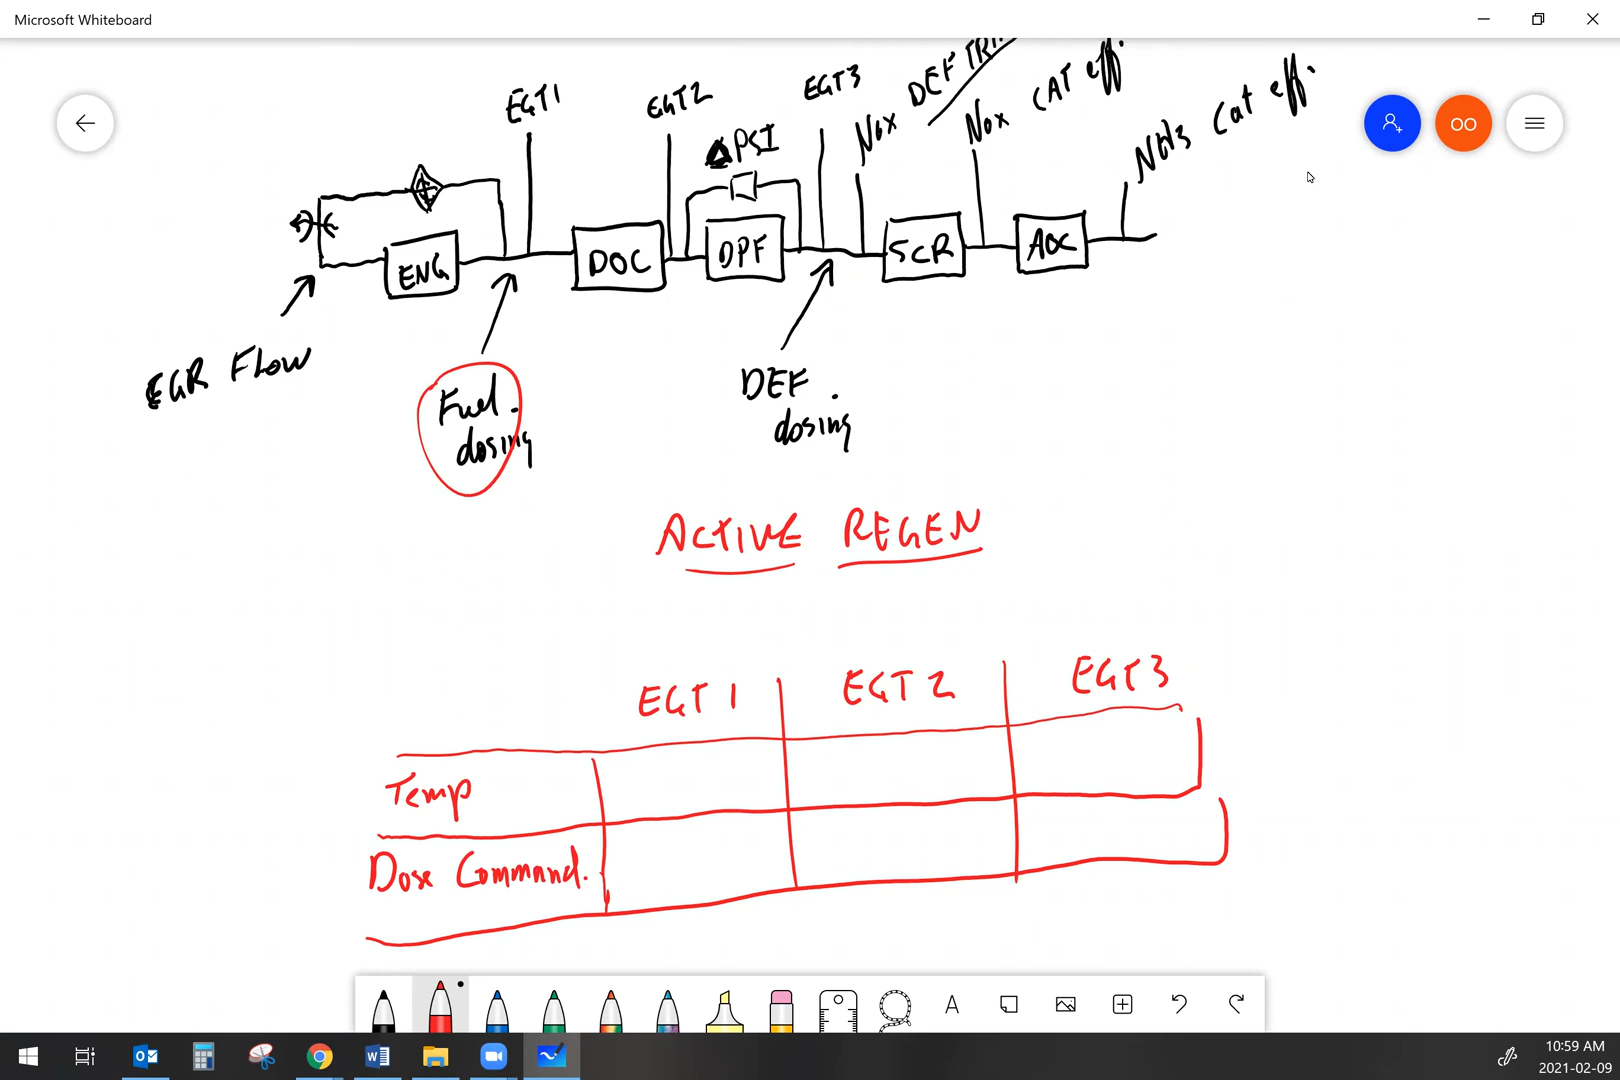 Microsoft Whiteboard
EGT1
EGT2
EGT3
NOx DEF TRIM
NOx CAT eff.
NH3 Cat eff.
Δ PSI
ENG
DOC
DPF
SCR
AOC
EGR Flow
Fuel
dosing
DEF
dosing
ACTIVE REGEN
EGT 1 EGT 2 EGT 3
Temp
Dose Command.
A
10:59 AM
2021-02-09